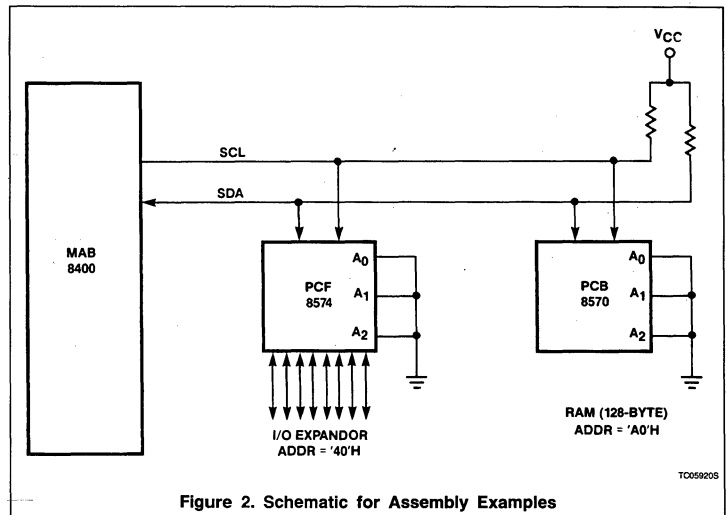 VCC
SCL
SDA
MAB
8400
PCF
8574
A0
A1
A2
PCB
8570
A0
A1
A2
I/O EXPANDOR
ADDR = '40'H
RAM (128-BYTE)
ADDR = 'A0'H
TC05920S
Figure 2. Schematic for Assembly Examples